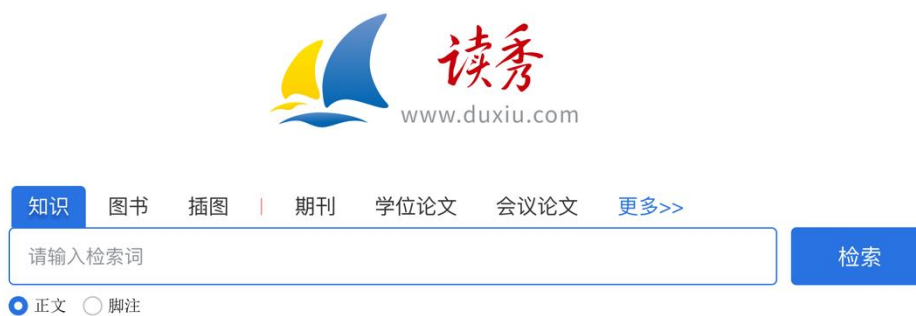 读秀
www.duxiu.com
知识 图书 插图 | 期刊 学位论文 会议论文 更多>>
请输入检索词 检索
正文 脚注